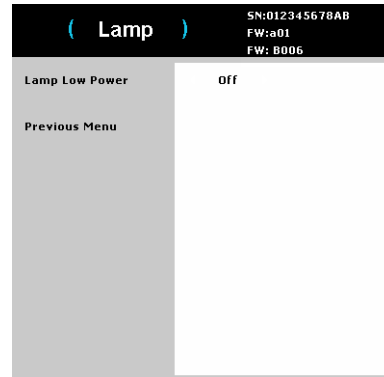 ( Lamp )
SN:012345678AB
FW:a01
FW: B006
Lamp Low Power Off
Previous Menu